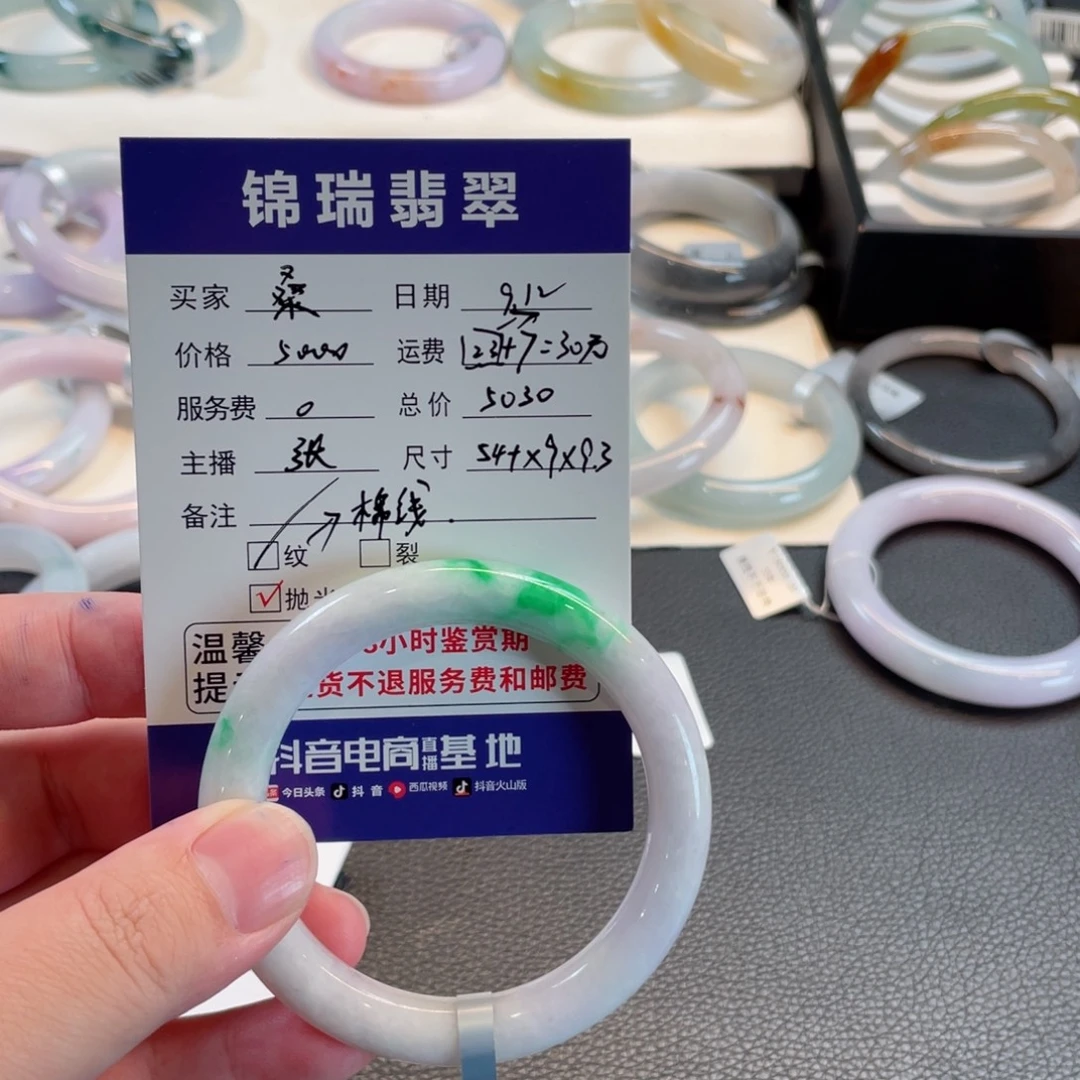 锦瑞翡翠
买家 桑 日期 9.12
价格 5000 运费
服务费 0 总价 5030
主播 张 尺寸 54+x9x9.3
备注 棉线.
纹 裂
抛光
温馨 小时鉴赏期
提 货不退服务费和邮费
抖音电商直播基地
今日头条 抖音 西瓜视频 抖音火山版